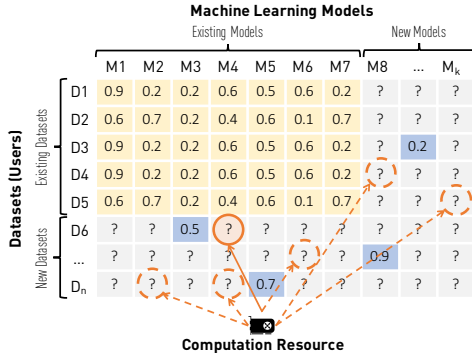 Machine Learning Models
Existing Models New Models
M1 M2 M3 M4 M5 M6 M7 M8 ... Mk
Datasets (Users)
Existing Datasets
D1 0.9 0.2 0.2 0.6 0.5 0.6 0.2 ? ? ?
D2 0.6 0.7 0.2 0.4 0.6 0.1 0.7 ? ? ?
D3 0.9 0.2 0.2 0.6 0.5 0.6 0.2 ? 0.2 ?
D4 0.9 0.2 0.2 0.6 0.5 0.6 0.2 ? ? ?
D5 0.6 0.7 0.2 0.4 0.6 0.1 0.7 ? ? ?
New Datasets
D6 ? ? 0.5 ? ? ? ? ? ? ?
... ? ? ? ? ? ? ? 0.9 ? ?
Dn ? ? ? ? 0.7 ? ? ? ? ?
Computation Resource